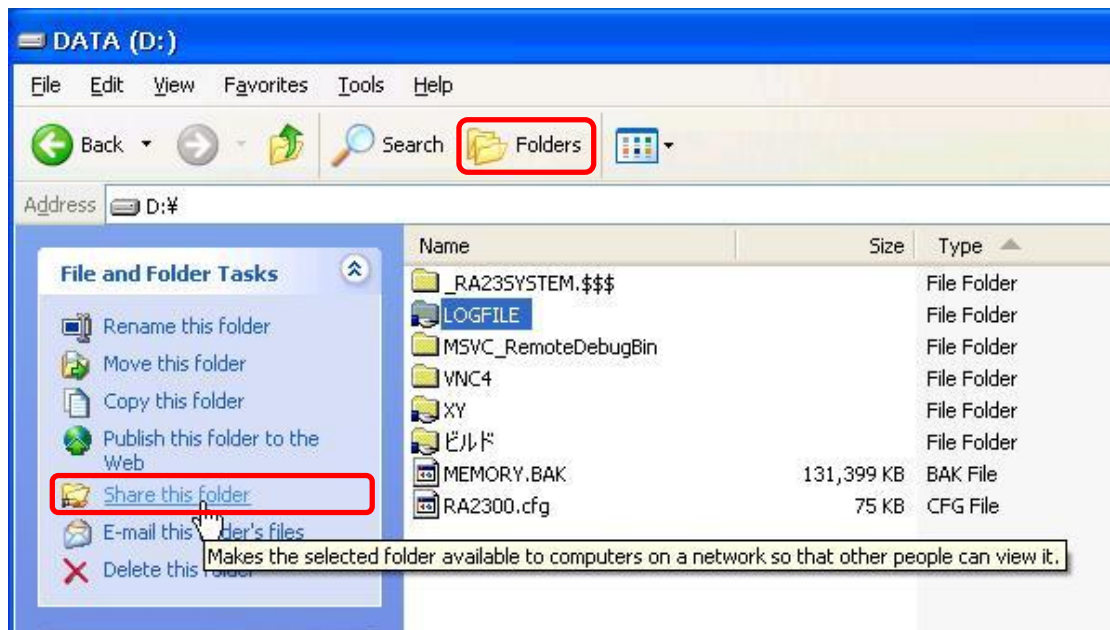 DATA (D:)
File Edit View Favorites Tools Help
Back Search Folders
Address D:¥
Name Size Type
File and Folder Tasks
Rename this folder
Move this folder
Copy this folder
Publish this folder to the
Web
Share this folder
E-mail this folder's files
Delete this folder
_RA23SYSTEM.$$$ File Folder
LOGFILE File Folder
MSVC_RemoteDebugBin File Folder
VNC4 File Folder
XY File Folder
ビルド File Folder
MEMORY.BAK 131,399 KB BAK File
RA2300.cfg 75 KB CFG File
Makes the selected folder available to computers on a network so that other people can view it.